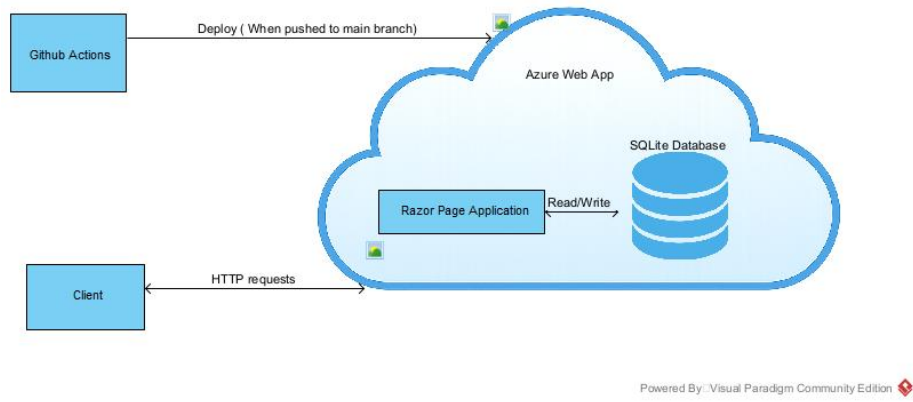 Deploy ( When pushed to main branch)
Github Actions
Azure Web App
SQLite Database
Razor Page Application
Read/Write
HTTP requests
Client
Powered By□Visual Paradigm Community Edition